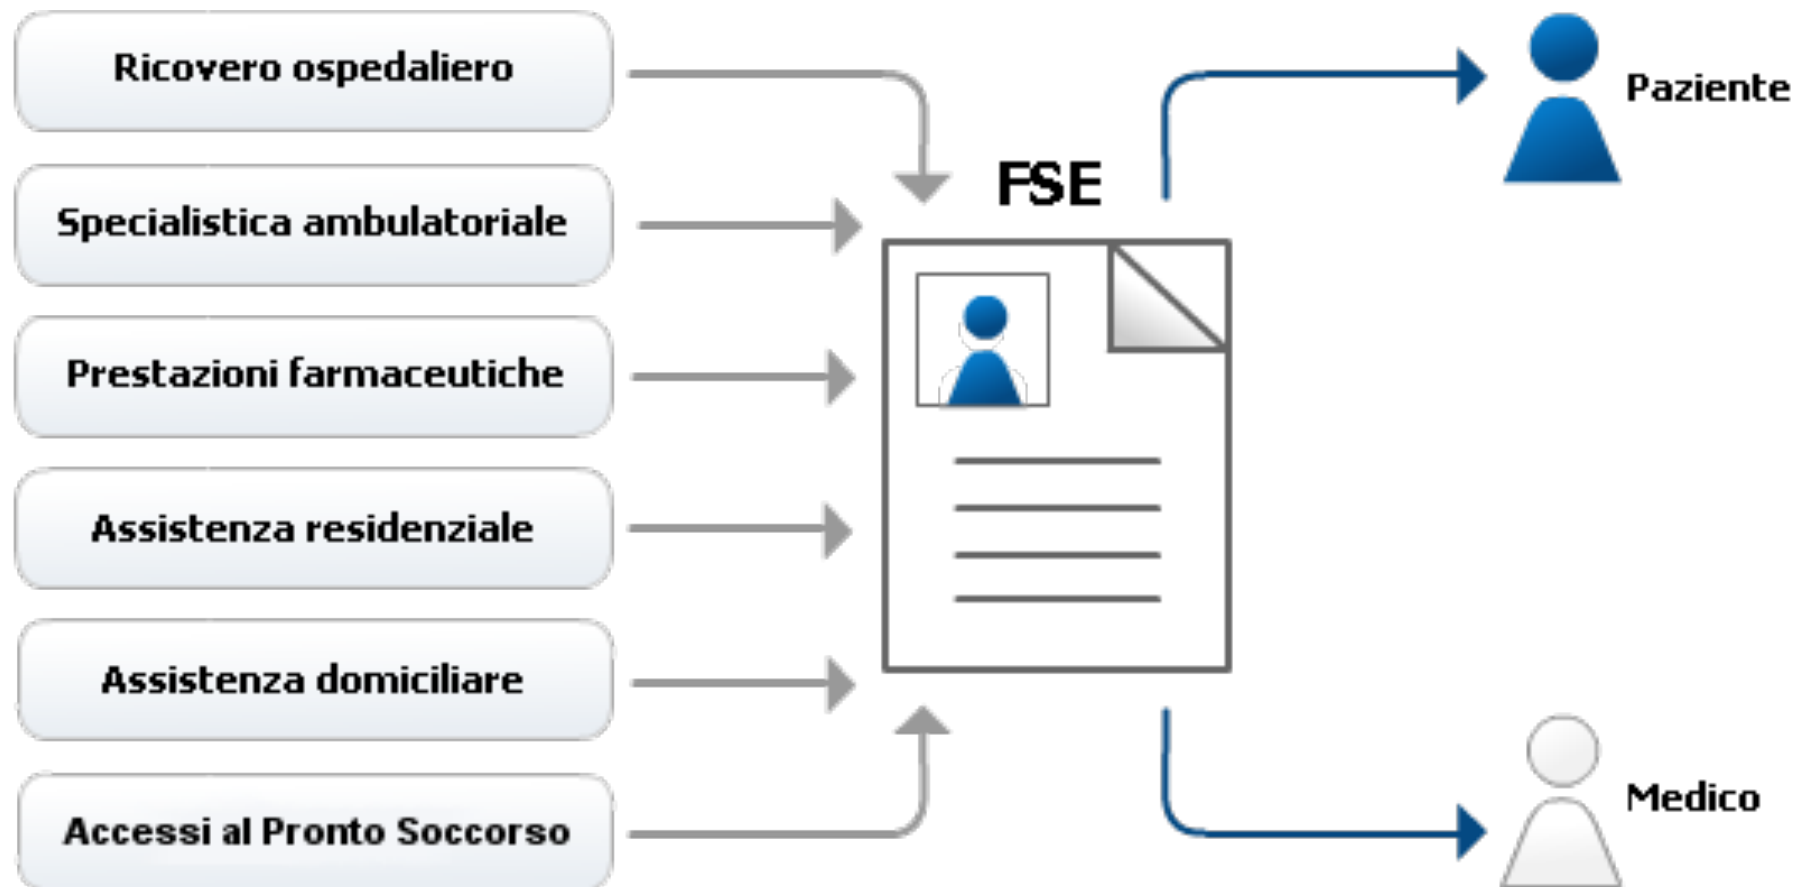 Ricovero ospedaliero
Specialistica ambulatoriale
Prestazioni farmaceutiche
Assistenza residenziale
Assistenza domiciliare
Accessi al Pronto Soccorso
FSE
Paziente
Medico